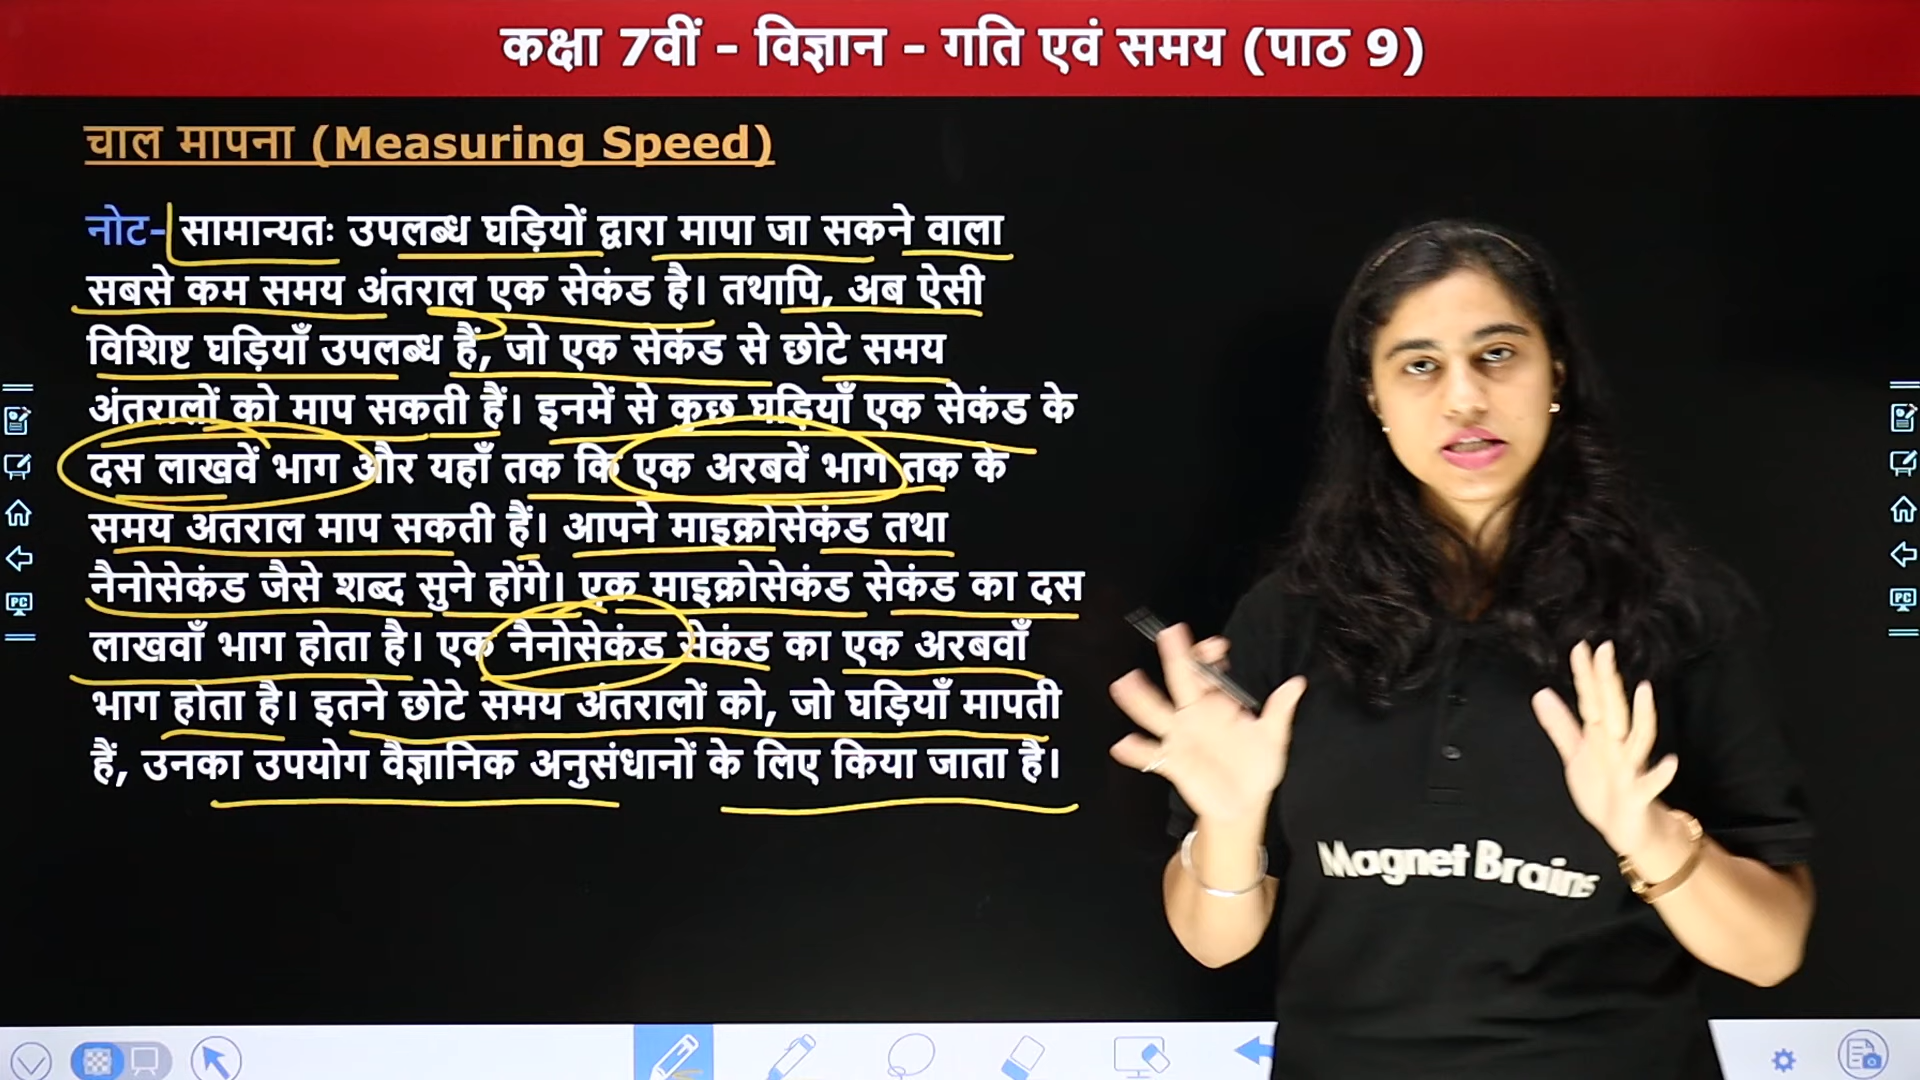 कक्षा 7वीं - विज्ञान - गति एवं समय (पाठ 9)
चाल मापना (Measuring Speed)
नोट- सामान्यतः उपलब्ध घड़ियों द्वारा मापा जा सकने वाला
सबसे कम समय अंतराल एक सेकंड है। तथापि, अब ऐसी
विशिष्ट घड़ियाँ उपलब्ध हैं, जो एक सेकंड से छोटे समय
अंतरालों को माप सकती हैं। इनमें से कुछ घड़ियाँ एक सेकंड के
दस लाखवें भाग और यहाँ तक कि एक अरबवें भाग तक के
समय अंतराल माप सकती हैं। आपने माइक्रोसेकंड तथा
नैनोसेकंड जैसे शब्द सुने होंगे। एक माइक्रोसेकंड सेकंड का दस
लाखवाँ भाग होता है। एक नैनोसेकंड सेकंड का एक अरबवाँ
भाग होता है। इतने छोटे समय अंतरालों को, जो घड़ियाँ मापती
हैं, उनका उपयोग वैज्ञानिक अनुसंधानों के लिए किया जाता है।
Magnet Brains
PC
PC